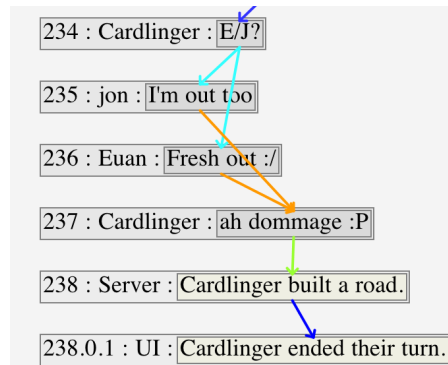 234 : Cardlinger : E/J?
235 : jon : I'm out too
236 : Euan : Fresh out :/
237 : Cardlinger : ah dommage :P
238 : Server : Cardlinger built a road.
238.0.1 : UI : Cardlinger ended their turn.